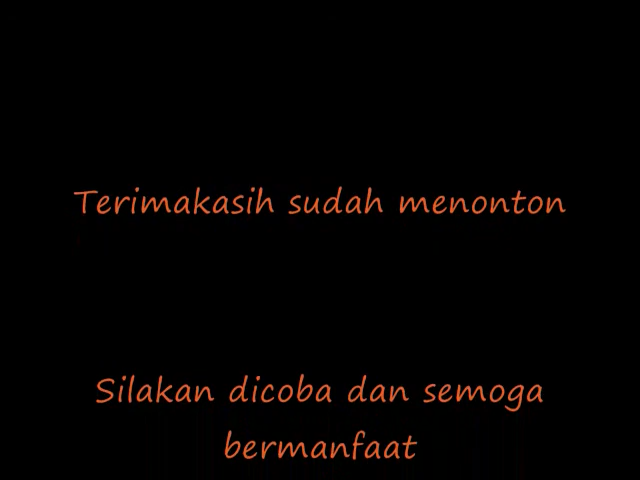 Terimakasih sudah menonton
Silakan dicoba dan semoga
bermanfaat